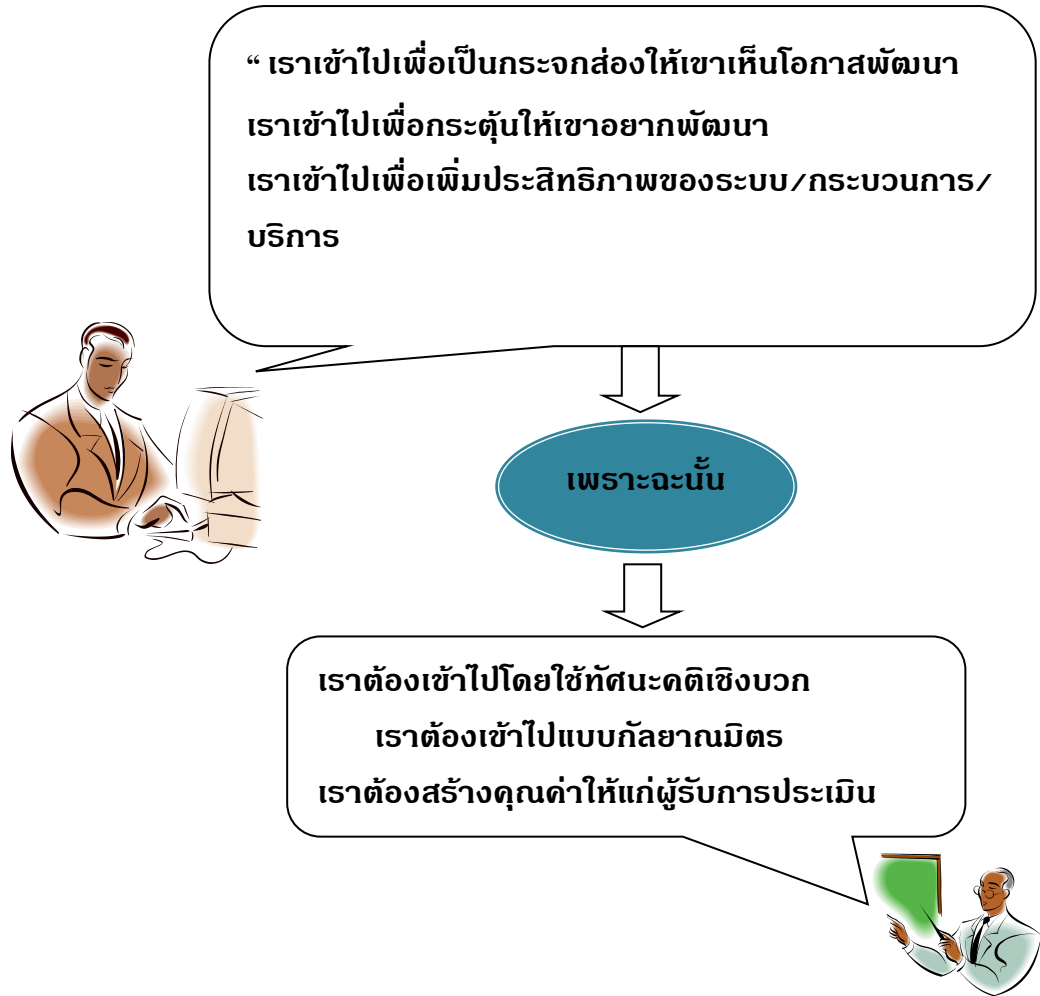 “ เราเข้าไปเพื่อเป็นกระจกส่องให้เขาเห็นโอกาสพัฒนา
เราเข้าไปเพื่อกระตุ้นให้เขาอยากพัฒนา
เราเข้าไปเพื่อเพิ่มประสิทธิภาพของระบบ/กระบวนการ/
บริการ
เพราะฉะนั้น
เราต้องเข้าไปโดยใช้ทัศนะคติเชิงบวก
เราต้องเข้าไปแบบกัลยาณมิตร
เราต้องสร้างคุณค่าให้แก่ผู้รับการประเมิน